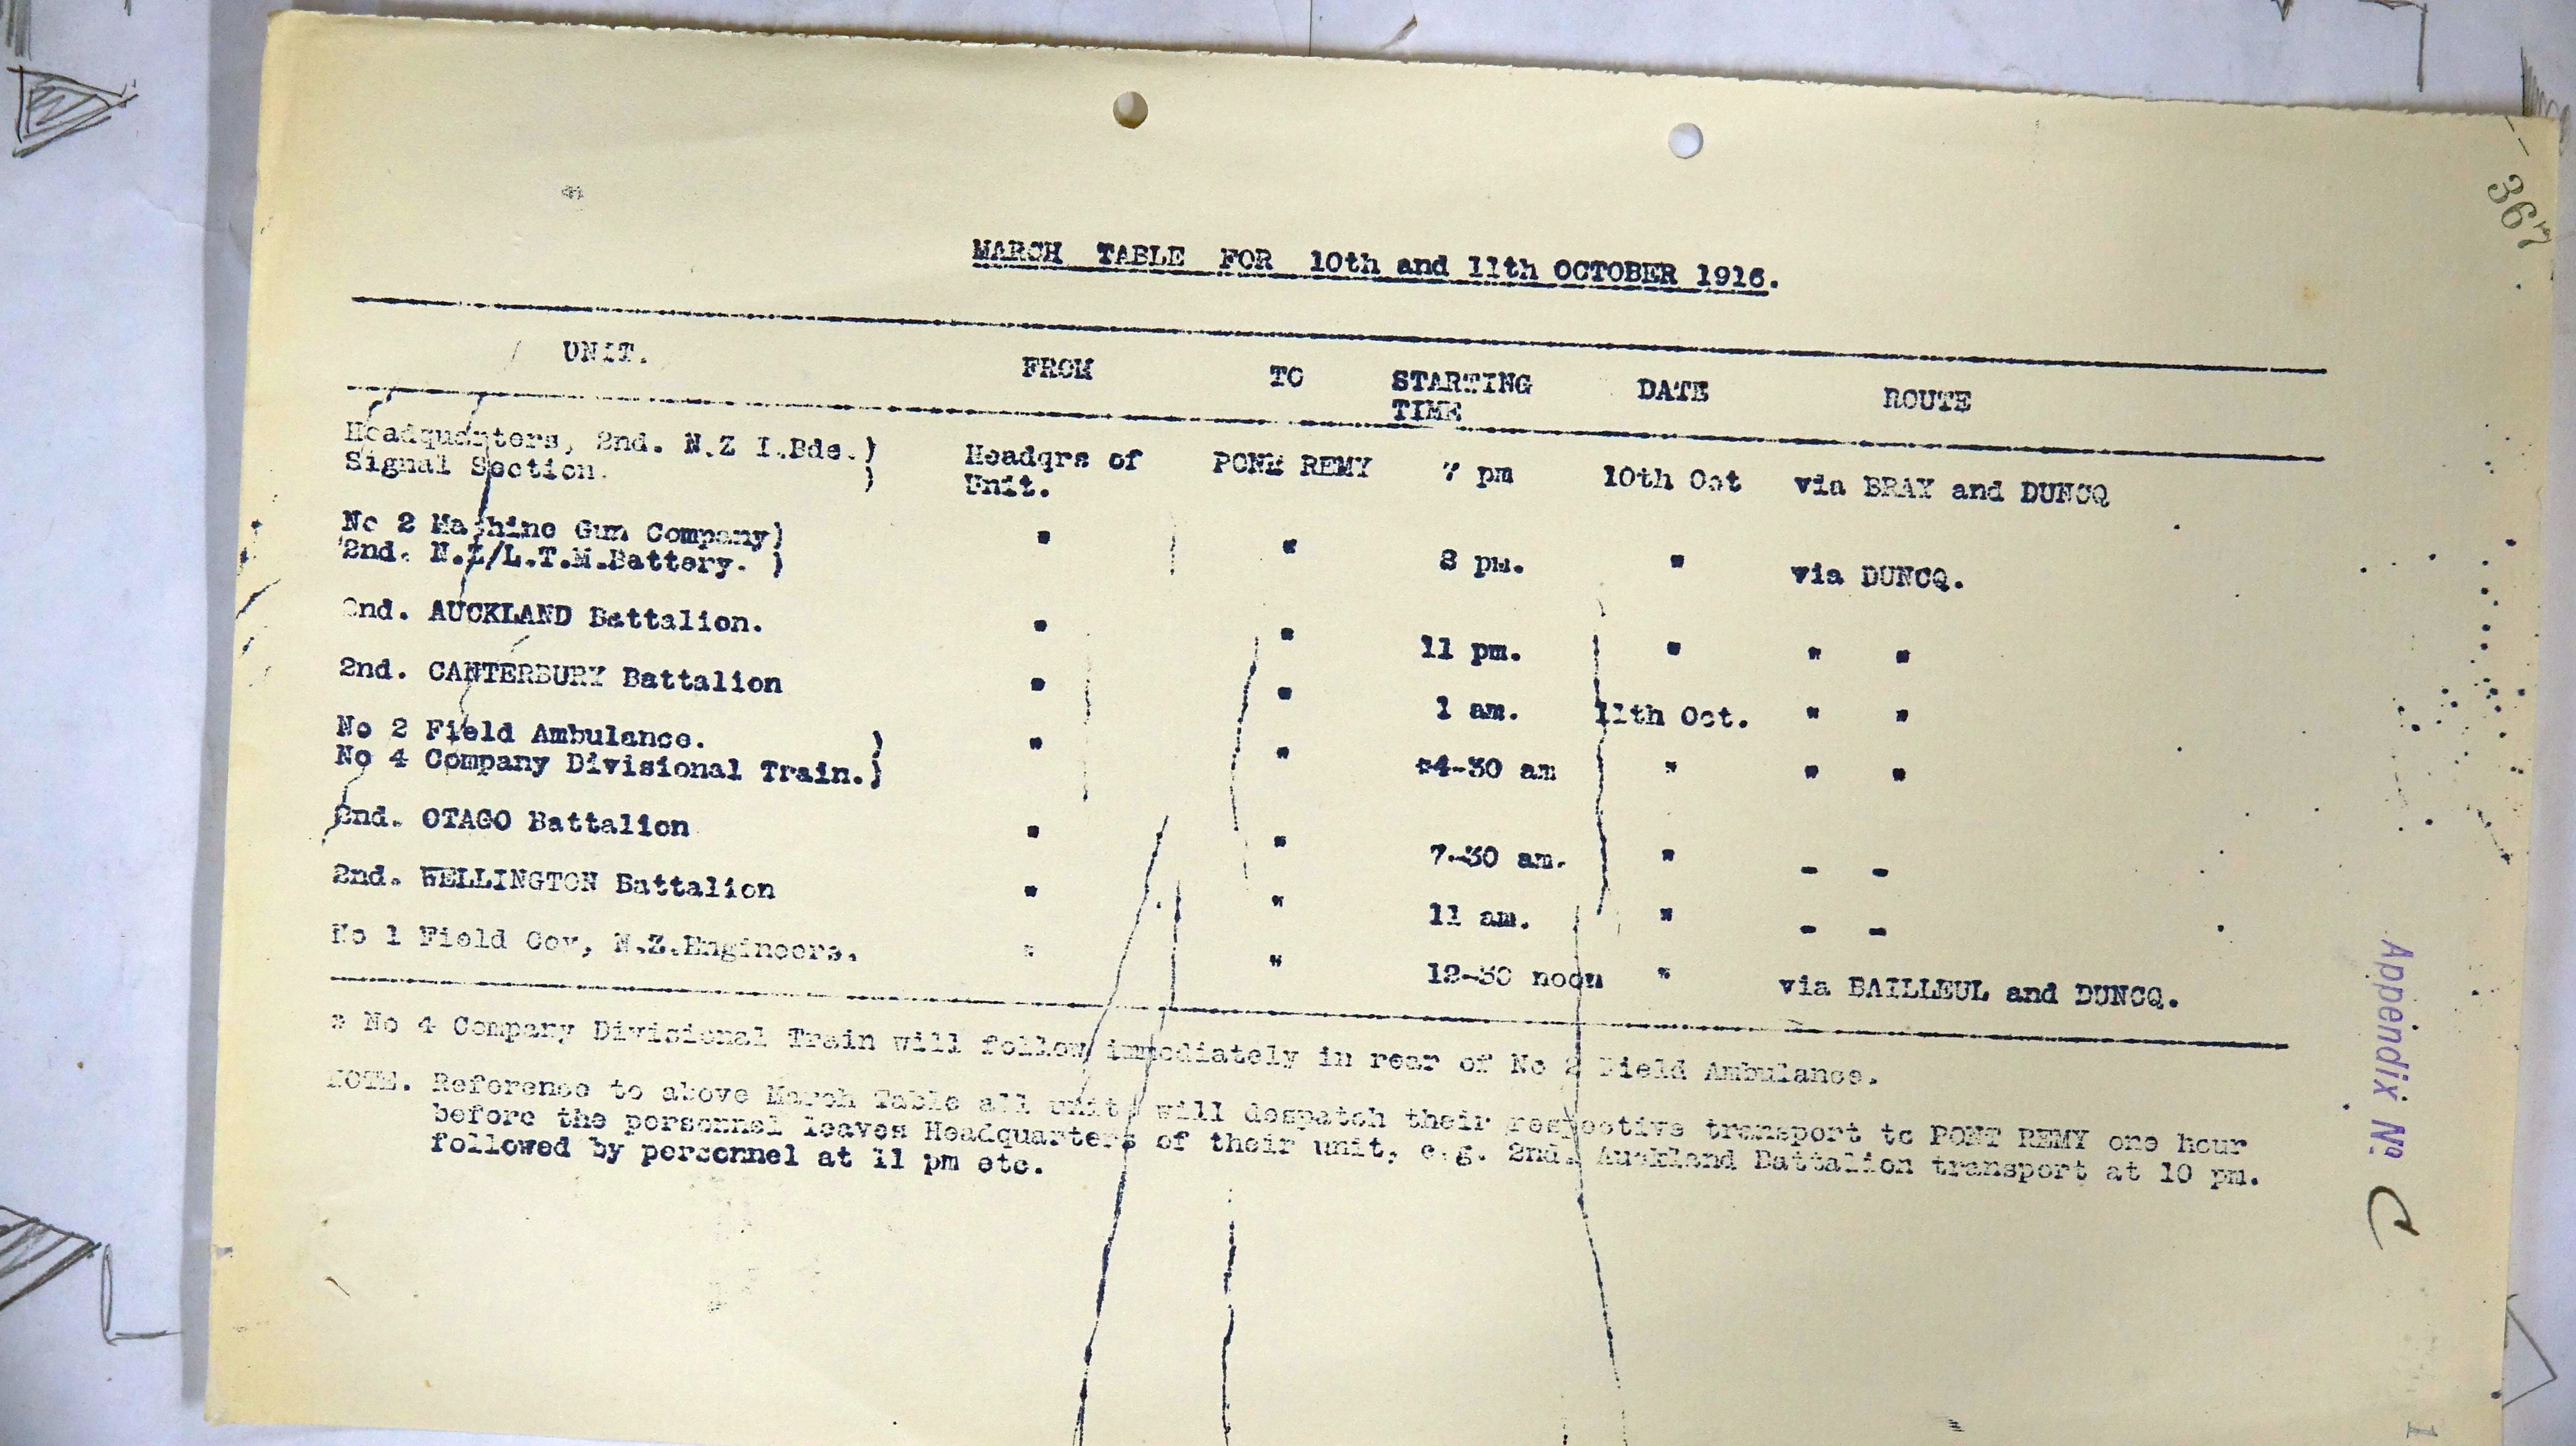 367
MARCH TABLE FOR 10th and 11th OCTOBER 1916.
UNIT. FROM TO STARTING TIME DATE ROUTE
Headquarters, 2nd. N.Z I.Bde.)
Signal Section. ) Headqrs of Unit. PONT REMY 7 pm 10th Oct via BRAY and DUNCQ
No 2 Machine Gun Company)
2nd. N.Z/L.T.M.Battery. ) " " 8 pm. " via DUNCQ.
2nd. AUCKLAND Battalion. " " 11 pm. " " "
2nd. CANTERBURY Battalion " " 1 am. 11th Oct. " "
No 2 Field Ambulance. )
No 4 Company Divisional Train.) " " *4-30 am " " "
2nd. OTAGO Battalion " " 7-30 am. " - -
2nd. WELLINGTON Battalion " " 11 am. " - -
No 1 Field Coy, N.Z.Engineers. " " 12-30 noon " via BAILLEUL and DUNCQ.
* No 4 Company Divisional Train will follow immediately in rear of No 2 Field Ambulance.
NOTE. Reference to above March Table all units will despatch their respective transport to PONT REMY one hour
before the personnel leaves Headquarters of their unit, e.g. 2nd. Auckland Battalion transport at 10 pm.
followed by personnel at 11 pm etc.
Appendix No C
1